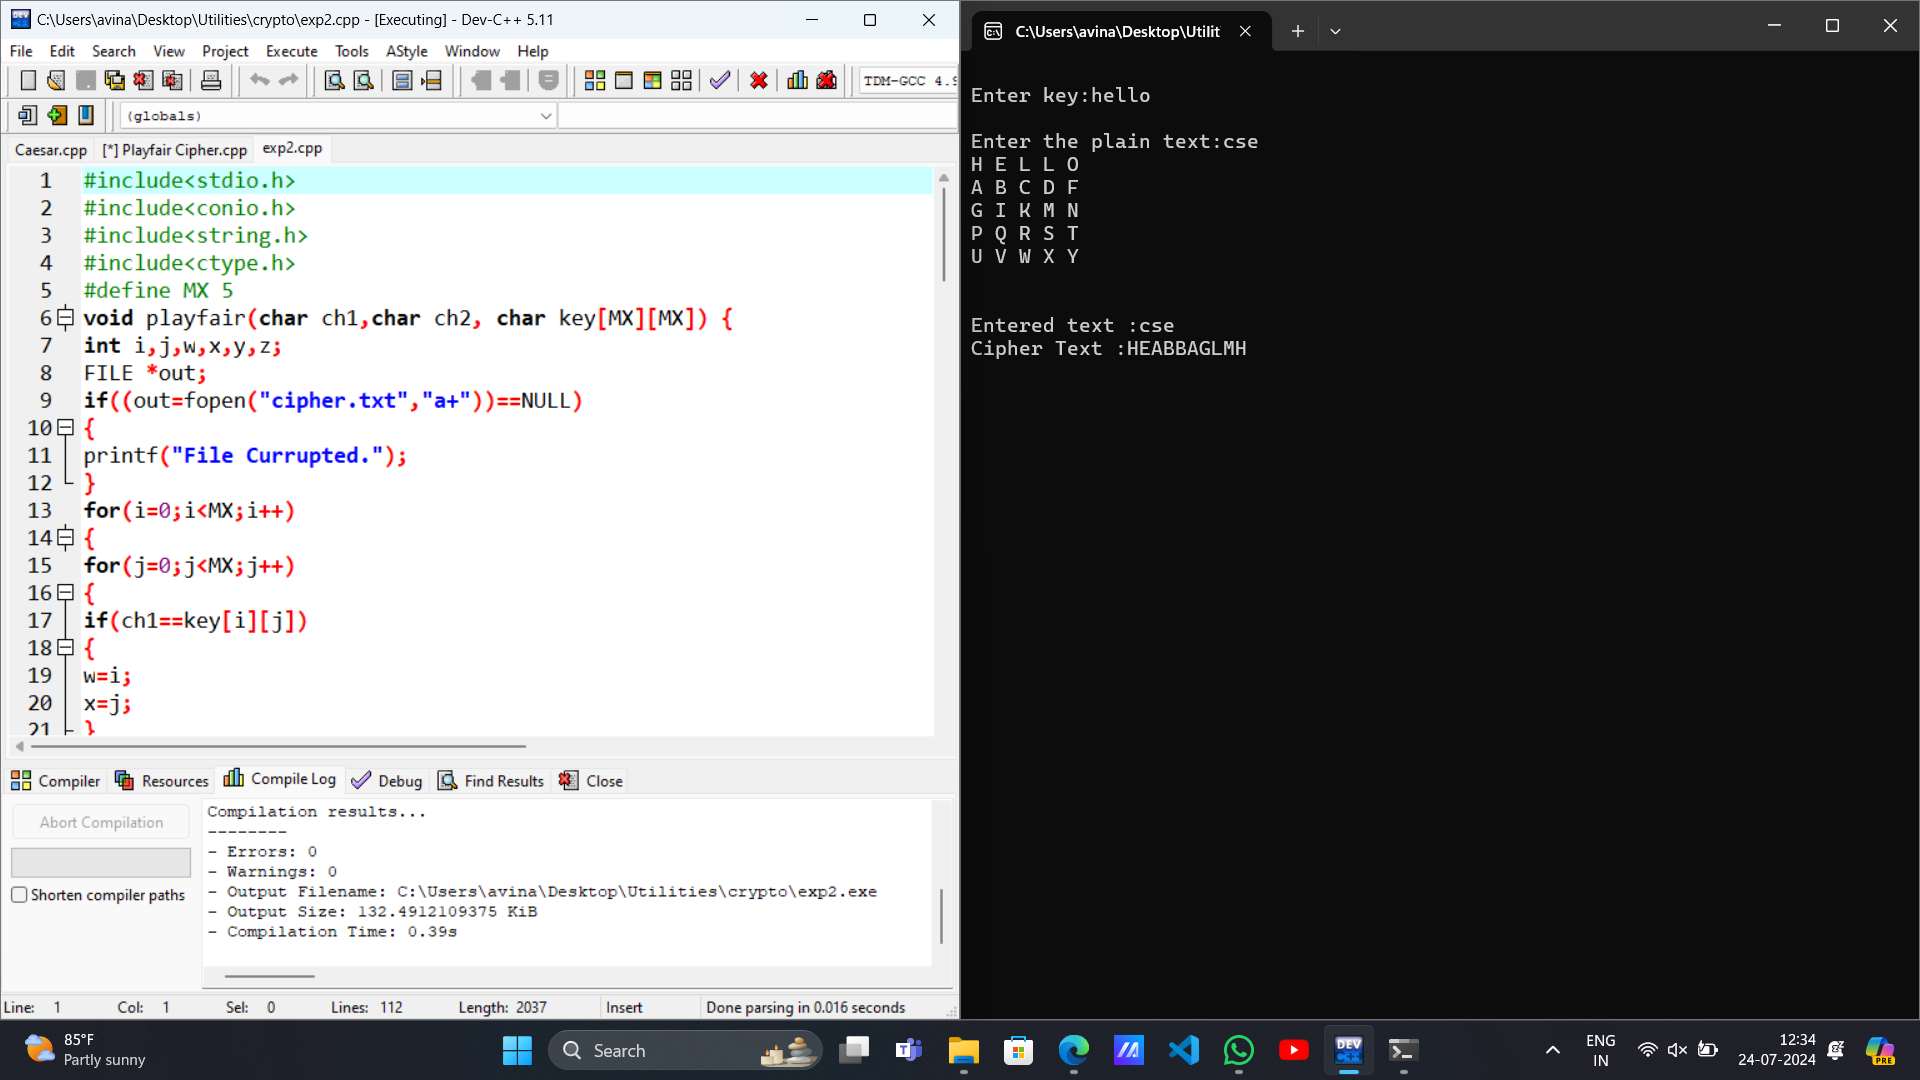 C:\Users\avina\Desktop\Utilities\crypto\exp2.cpp - [Executing] - Dev-C++ 5.11
File Edit Search View Project Execute Tools AStyle Window Help
TDM-GCC 4.9
(globals)
Caesar.cpp [*] Playfair Cipher.cpp exp2.cpp
1 #include<stdio.h>
2 #include<conio.h>
3 #include<string.h>
4 #include<ctype.h>
5 #define MX 5
6 void playfair(char ch1,char ch2, char key[MX][MX]) {
7 int i,j,w,x,y,z;
8 FILE *out;
9 if((out=fopen("cipher.txt","a+"))==NULL)
10 {
11 printf("File Currupted.");
12 }
13 for(i=0;i<MX;i++)
14 {
15 for(j=0;j<MX;j++)
16 {
17 if(ch1==key[i][j])
18 {
19 w=i;
20 x=j;
21 }
Compiler Resources Compile Log Debug Find Results Close
Abort Compilation
Shorten compiler paths
Compilation results...
--------
- Errors: 0
- Warnings: 0
- Output Filename: C:\Users\avina\Desktop\Utilities\crypto\exp2.exe
- Output Size: 132.4912109375 KiB
- Compilation Time: 0.39s
Line: 1 Col: 1 Sel: 0 Lines: 112 Length: 2037 Insert Done parsing in 0.016 seconds
C:\Users\avina\Desktop\Utilit
Enter key:hello
Enter the plain text:cse
H E L L O
A B C D F
G I K M N
P Q R S T
U V W X Y
Entered text :cse
Cipher Text :HEABBAGLMH
85°F
Partly sunny
Search
DEV
C++
PRE
ENG
IN
12:34
24-07-2024